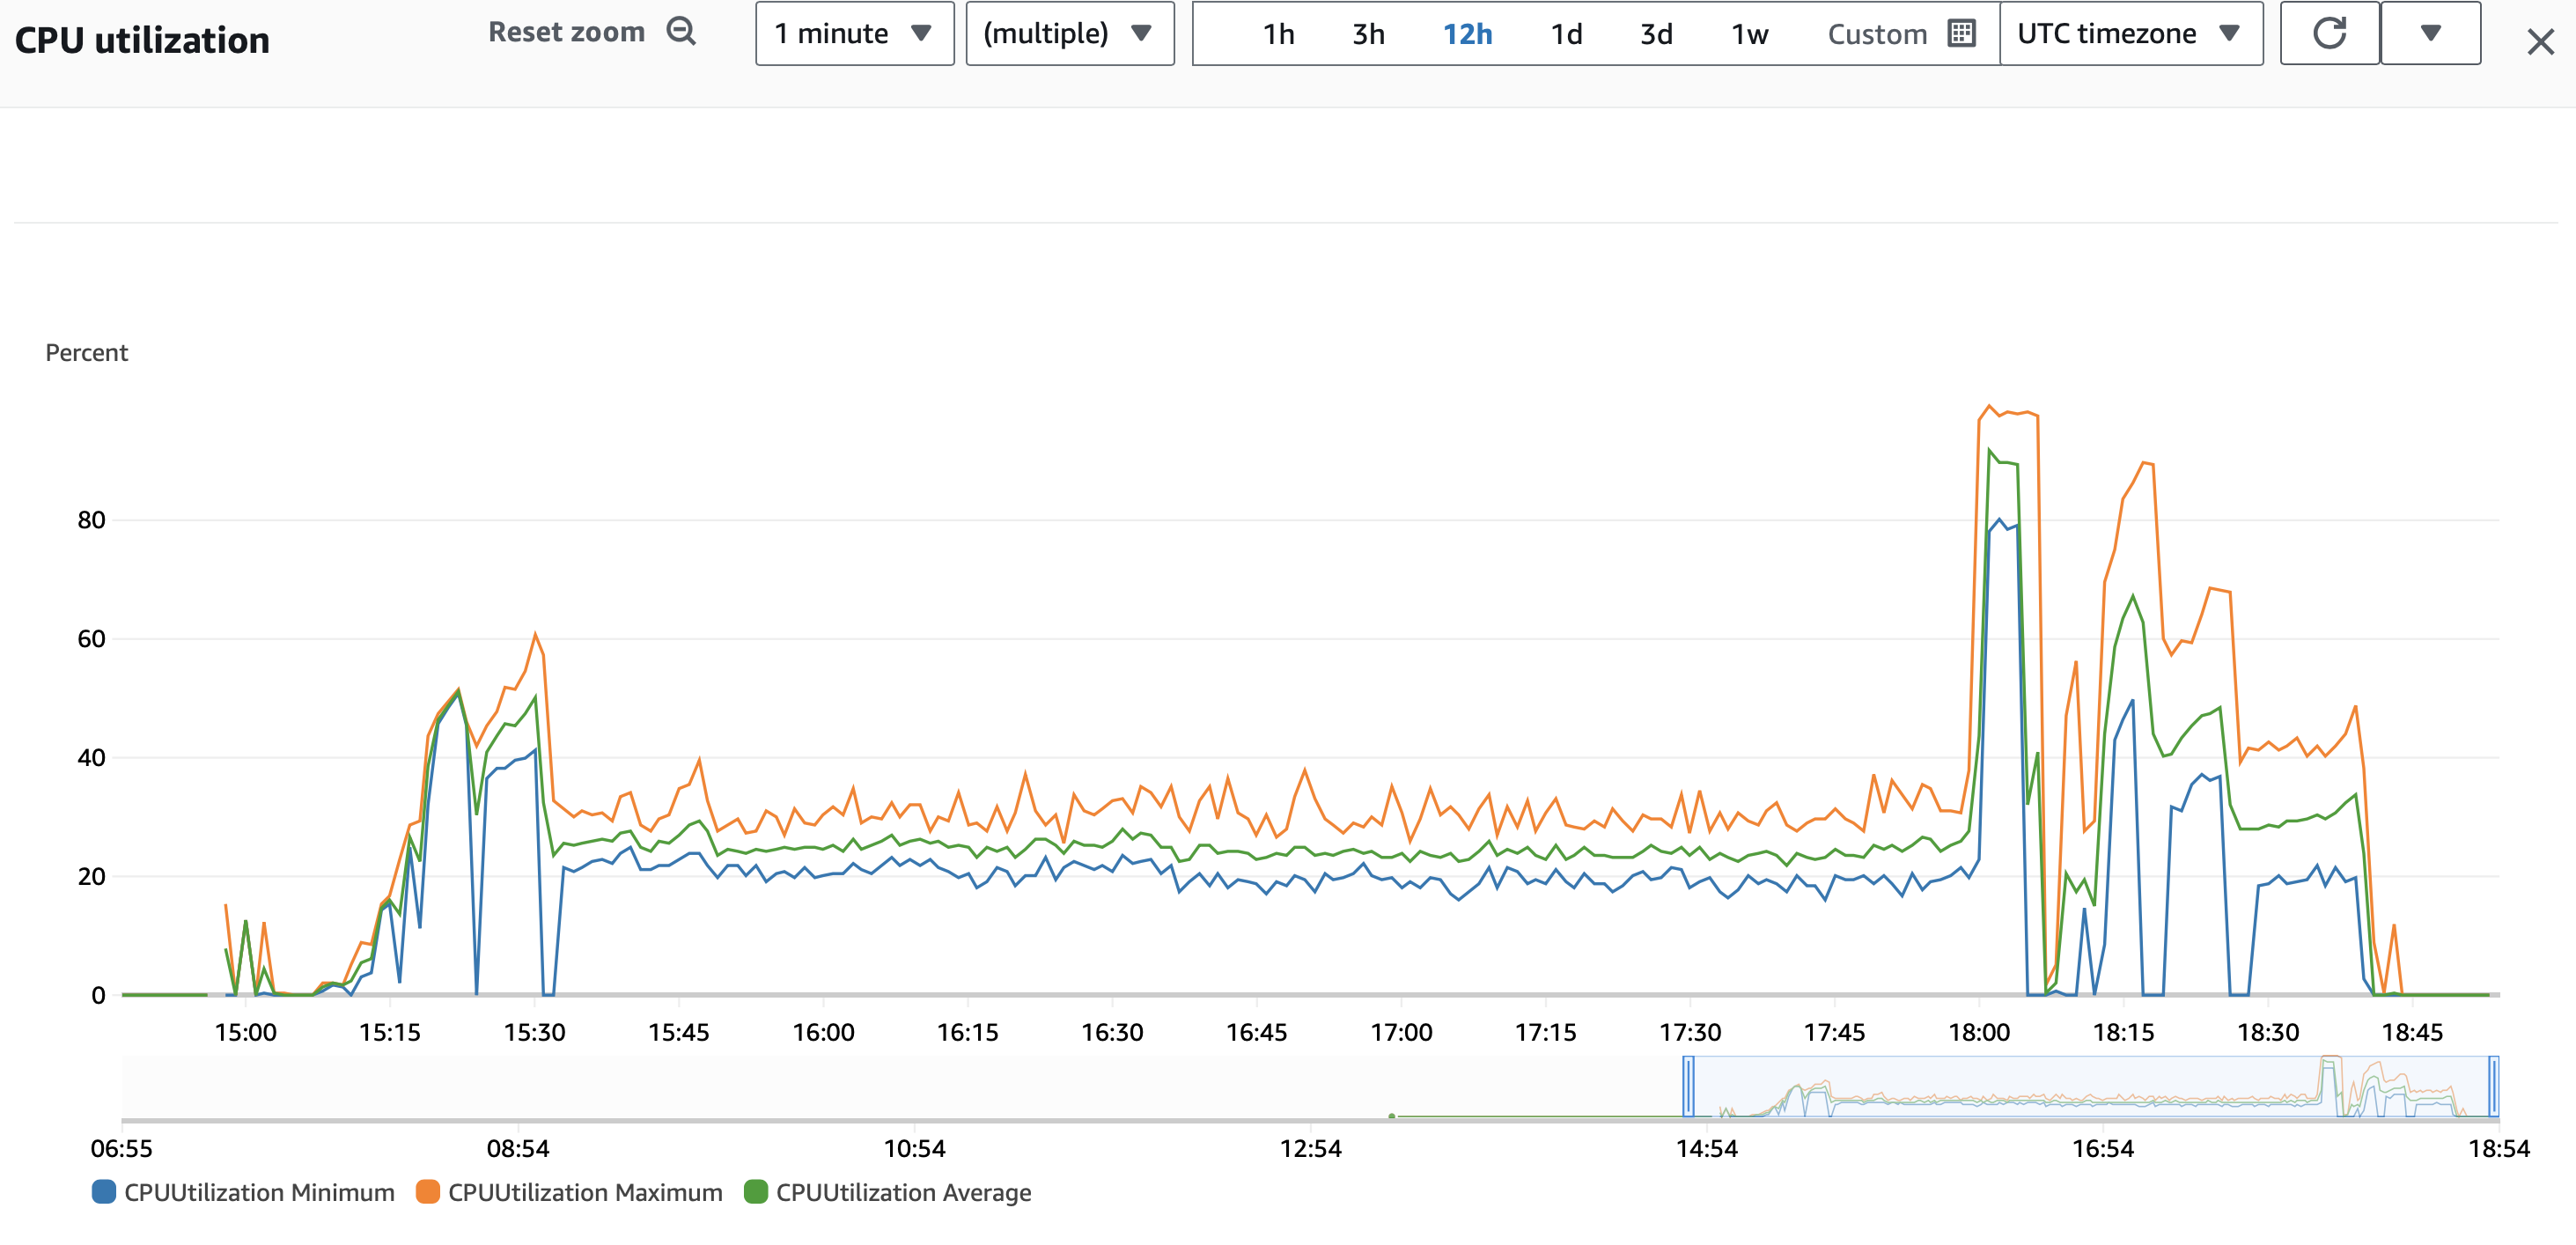 CPU utilization Reset zoom 1 minute (multiple) 1h 3h 12h 1d 3d 1w Custom UTC timezone
Percent
80
60
40
20
0
15:00 15:15 15:30 15:45 16:00 16:15 16:30 16:45 17:00 17:15 17:30 17:45 18:00 18:15 18:30 18:45
06:55 08:54 10:54 12:54 14:54 16:54 18:54
CPUUtilization Minimum CPUUtilization Maximum CPUUtilization Average